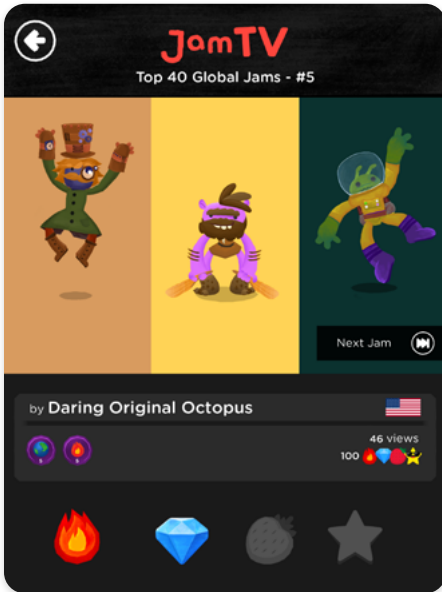 JamTV
Top 40 Global Jams - #5
Next Jam
by Daring Original Octopus
46 views
100